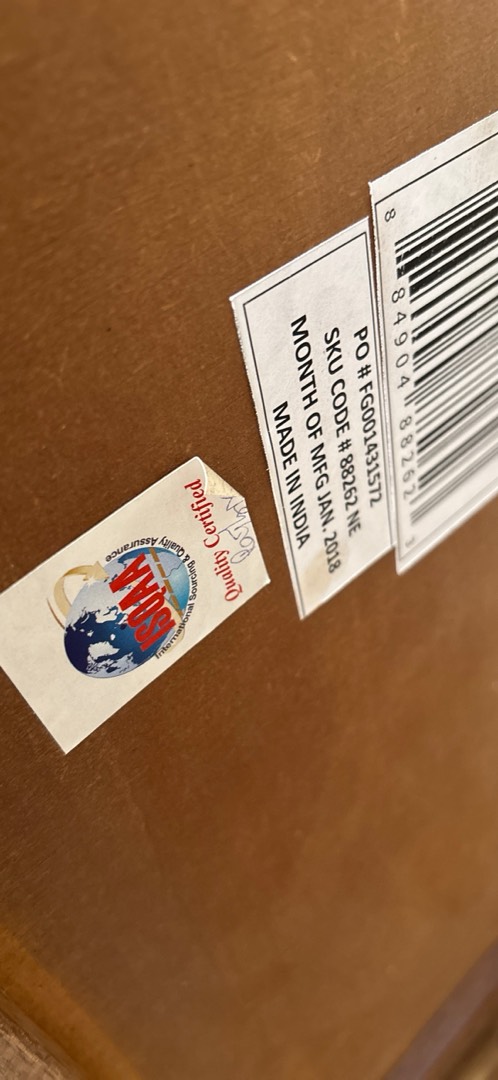 8 84904 88262 3
PO # FG001431572
SKU CODE # 88262 NE
MONTH OF MFG JAN. 2018
MADE IN INDIA
Quality Certified
ISQAA
International Sourcing & Quality Assurance